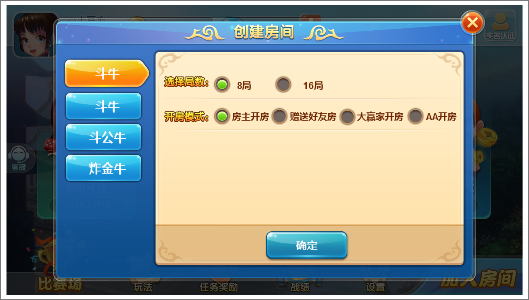 创建房间
斗牛
斗牛
斗公牛
炸金牛
选择局数: 8局 16局
开房模式: 房主开房 赠送好友房 大赢家开房 AA开房
确定
比赛场 玩法 任务奖励 战绩 设置 加入房间